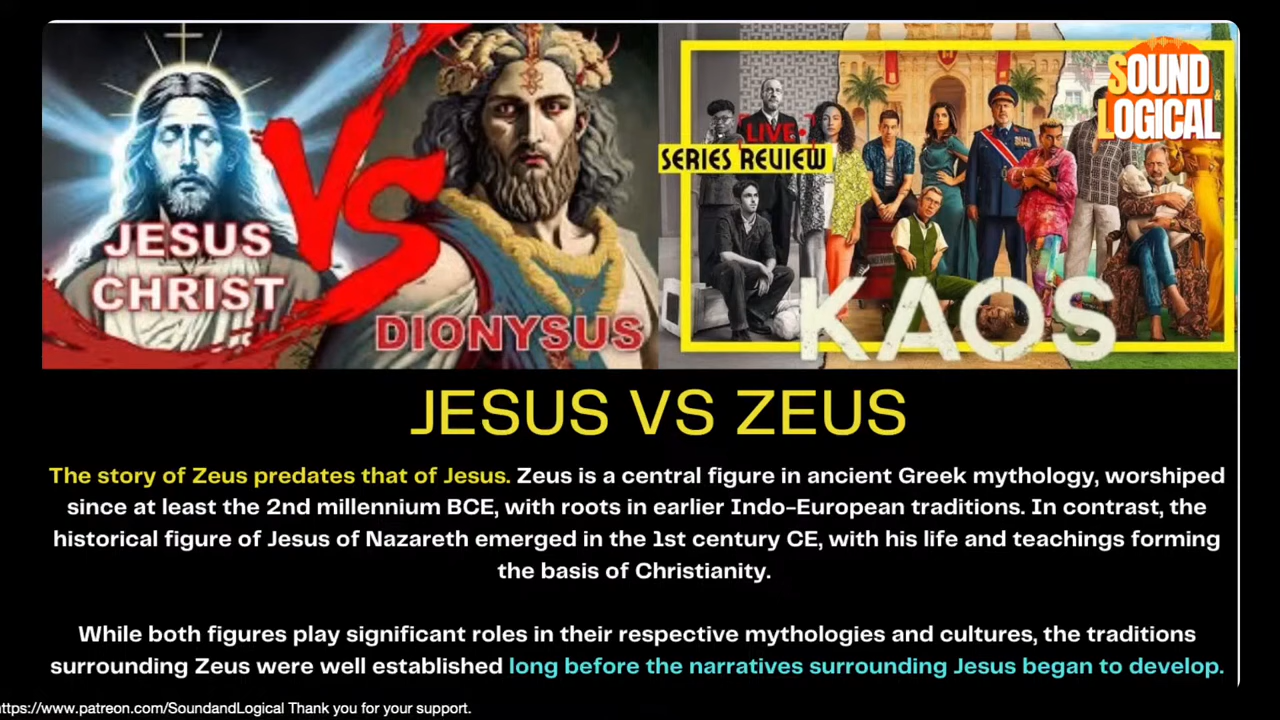 JESUS
CHRIST
VS
DIONYSUS
LIVE
SERIES REVIEW
KAOS
SOUND
LOGICAL
JESUS VS ZEUS
The story of Zeus predates that of Jesus. Zeus is a central figure in ancient Greek mythology, worshiped
since at least the 2nd millennium BCE, with roots in earlier Indo-European traditions. In contrast, the
historical figure of Jesus of Nazareth emerged in the 1st century CE, with his life and teachings forming
the basis of Christianity.
While both figures play significant roles in their respective mythologies and cultures, the traditions
surrounding Zeus were well established long before the narratives surrounding Jesus began to develop.
ttps://www.patreon.com/SoundandLogical Thank you for your support.